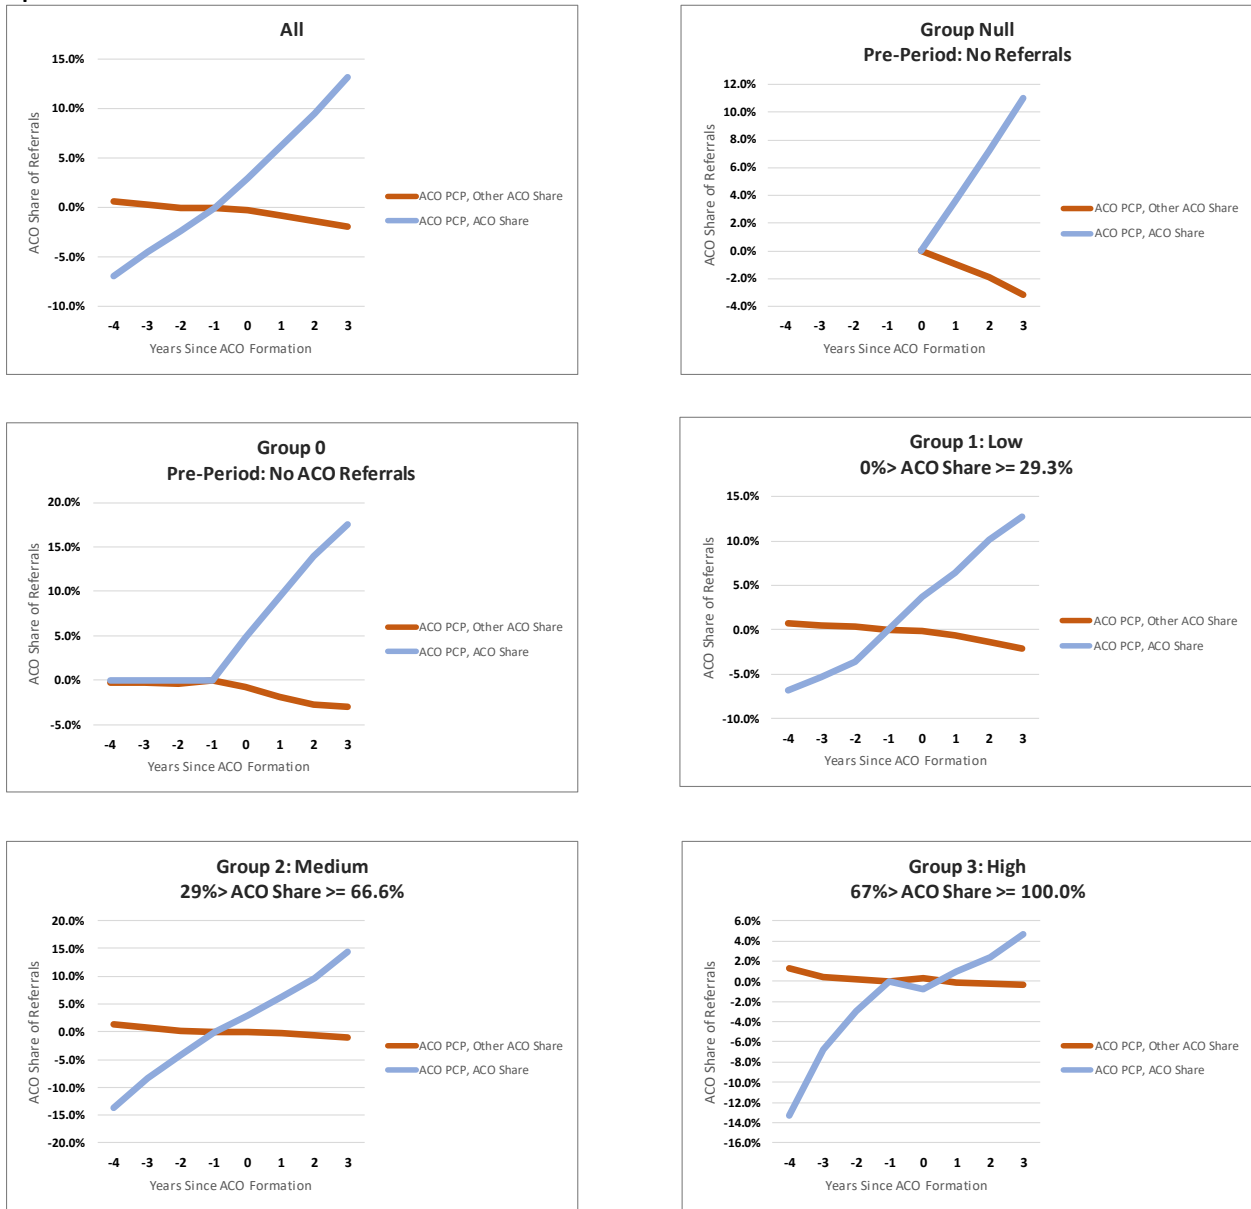 All
15.0%
10.0%
5.0%
0.0%
-5.0%
-10.0%
ACO Share of Referrals
-4 -3 -2 -1 0 1 2 3
Years Since ACO Formation
ACO PCP, Other ACO Share
ACO PCP, ACO Share
Group Null
Pre-Period: No Referrals
12.0%
10.0%
8.0%
6.0%
4.0%
2.0%
0.0%
-2.0%
-4.0%
ACO Share of Referrals
-4 -3 -2 -1 0 1 2 3
Years Since ACO Formation
ACO PCP, Other ACO Share
ACO PCP, ACO Share
Group 0
Pre-Period: No ACO Referrals
20.0%
15.0%
10.0%
5.0%
0.0%
-5.0%
ACO Share of Referrals
-4 -3 -2 -1 0 1 2 3
Years Since ACO Formation
ACO PCP, Other ACO Share
ACO PCP, ACO Share
Group 1: Low
0%> ACO Share >= 29.3%
15.0%
10.0%
5.0%
0.0%
-5.0%
-10.0%
ACO Share of Referrals
-4 -3 -2 -1 0 1 2 3
Years Since ACO Formation
ACO PCP, Other ACO Share
ACO PCP, ACO Share
Group 2: Medium
29%> ACO Share >= 66.6%
20.0%
15.0%
10.0%
5.0%
0.0%
-5.0%
-10.0%
-15.0%
-20.0%
ACO Share of Referrals
-4 -3 -2 -1 0 1 2 3
Years Since ACO Formation
ACO PCP, Other ACO Share
ACO PCP, ACO Share
Group 3: High
67%> ACO Share >= 100.0%
6.0%
4.0%
2.0%
0.0%
-2.0%
-4.0%
-6.0%
-8.0%
-10.0%
-12.0%
-14.0%
-16.0%
ACO Share of Referrals
-4 -3 -2 -1 0 1 2 3
Years Since ACO Formation
ACO PCP, Other ACO Share
ACO PCP, ACO Share